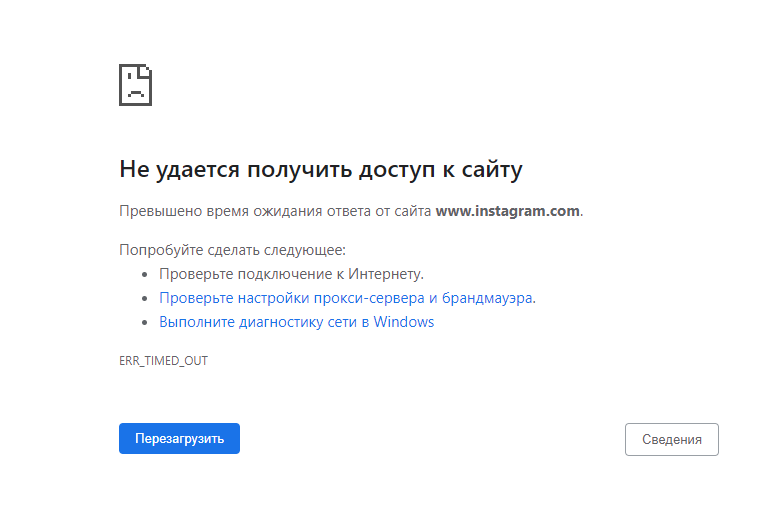 Не удается получить доступ к сайту
Превышено время ожидания ответа от сайта www.instagram.com.
Попробуйте сделать следующее:
Проверьте подключение к Интернету.
Проверьте настройки прокси-сервера и брандмауэра.
Выполните диагностику сети в Windows
ERR_TIMED_OUT
Перезагрузить
Сведения